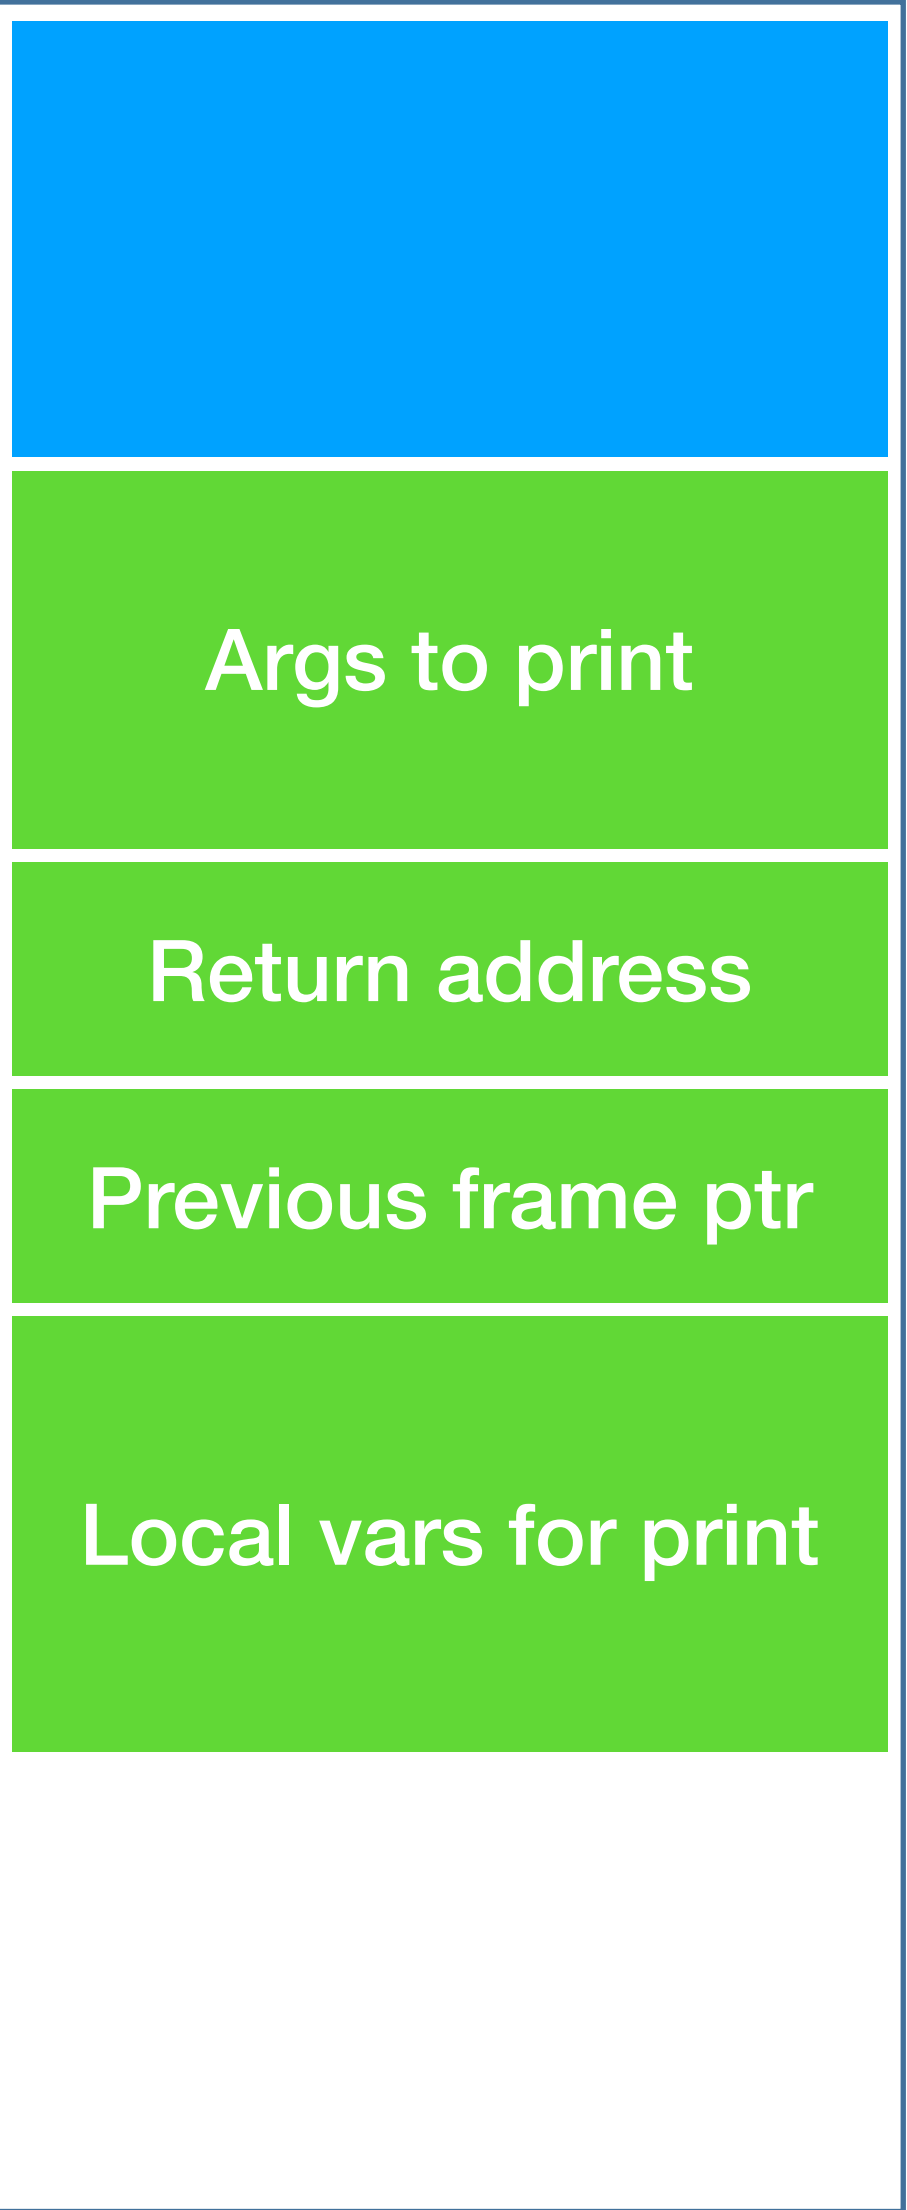 Args to print
Return address
Previous frame ptr
Local vars for print